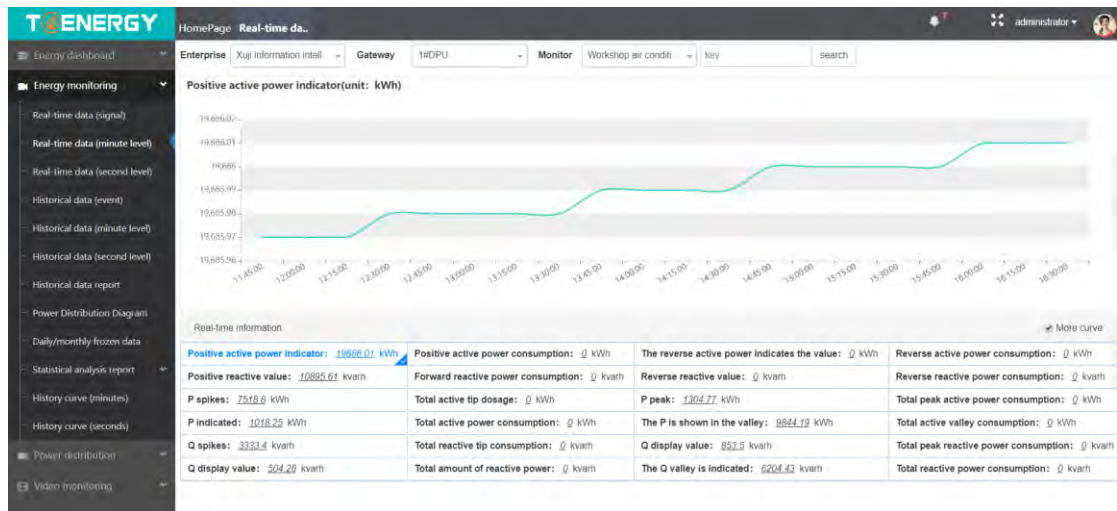 T ENERGY
HomePage Real-time da..
7
administrator
Energy dashboard
Enterprise Xuji information intell Gateway 1#DPU Monitor Workshop air conditi... key search
Energy monitoring
Positive active power indicator(unit: kWh)
Real-time data (signal)
Real-time data (minute level)
Real-time data (second level)
Historical data (event)
Historical data (minute level)
Historical data (second level)
Historical data report
Power Distribution Diagram
Daily/monthly frozen data
Statistical analysis report
History curve (minutes)
History curve (seconds)
Power distribution
Video monitoring
19,686.02
19,686.01
19,686
19,685.99
19,685.98
19,685.97
19,685.96
11:45:00 12:00:00 12:15:00 12:30:00 12:45:00 13:00:00 13:15:00 13:30:00 13:45:00 14:00:00 14:15:00 14:30:00 14:45:00 15:00:00 15:15:00 15:30:00 15:45:00 16:00:00 16:15:00 16:30:00
Real-time information More curve
Positive active power indicator: 19686.01 kWh Positive active power consumption: 0 kWh The reverse active power indicates the value: 0 kWh Reverse active power consumption: 0 kWh
Positive reactive value: 10895.61 kvarh Forward reactive power consumption: 0 kvarh Reverse reactive value: 0 kvarh Reverse reactive power consumption: 0 kvarh
P spikes: 7518.8 kWh Total active tip dosage: 0 kWh P peak: 1304.77 kWh Total peak active power consumption: 0 kWh
P indicated: 1018.25 kWh Total active power consumption: 0 kWh The P is shown in the valley: 9844.19 kWh Total active valley consumption: 0 kWh
Q spikes: 3333.4 kvarh Total reactive tip consumption: 0 kvarh Q display value: 853.5 kvarh Total peak reactive power consumption: 0 kvarh
Q display value: 504.28 kvarh Total amount of reactive power: 0 kvarh The Q valley is indicated: 6204.43 kvarh Total reactive power consumption: 0 kvarh